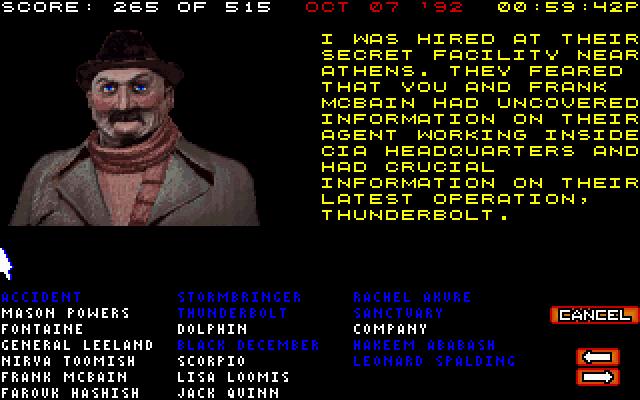 SCORE: 265 OF 515 OCT 07 '92 00:59:42P
I WAS HIRED AT THEIR
SECRET FACILITY NEAR
ATHENS. THEY FEARED
THAT YOU AND FRANK
MCBAIN HAD UNCOVERED
INFORMATION ON THEIR
AGENT WORKING INSIDE
CIA HEADQUARTERS AND
HAD CRUCIAL
INFORMATION ON THEIR
LATEST OPERATION,
THUNDERBOLT.
ACCIDENT STORMBRINGER RACHEL AKURE
MASON POWERS THUNDERBOLT SANCTUARY
FONTAINE DOLPHIN COMPANY
GENERAL LEELAND BLACK DECEMBER HAKEEM ABABASH
NIRYA TOOMISH SCORPIO LEONARD SPALDING
FRANK MCBAIN LISA LOOMIS
FAROUK HASHISH JACK QUINN
CANCEL